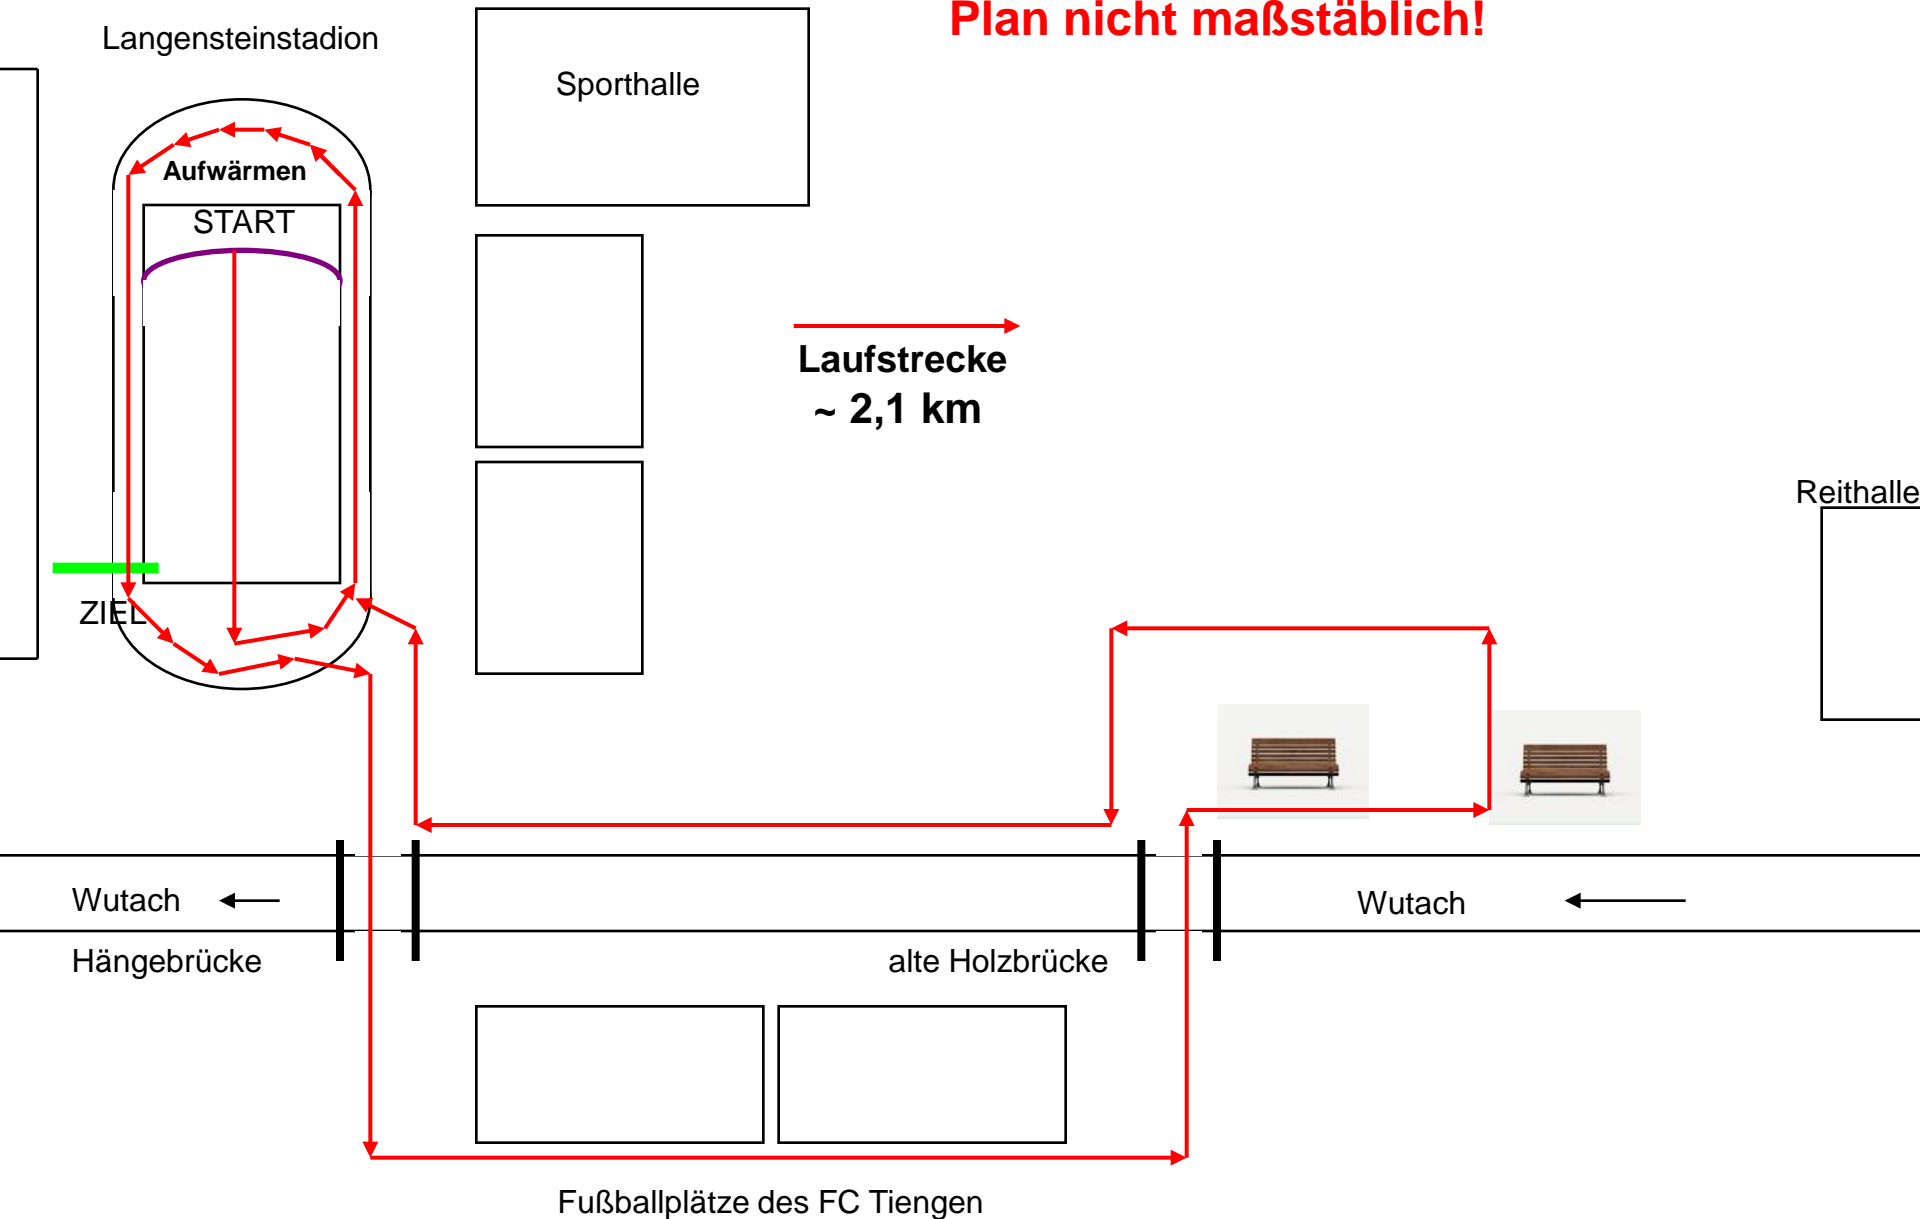 Plan nicht maßstäblich!
Langensteinstadion
Sporthalle
Aufwärmen
START
Laufstrecke
~ 2,1 km
Reithalle
ZIEL
Wutach
Wutach
Hängebrücke
alte Holzbrücke
Fußballplätze des FC Tiengen